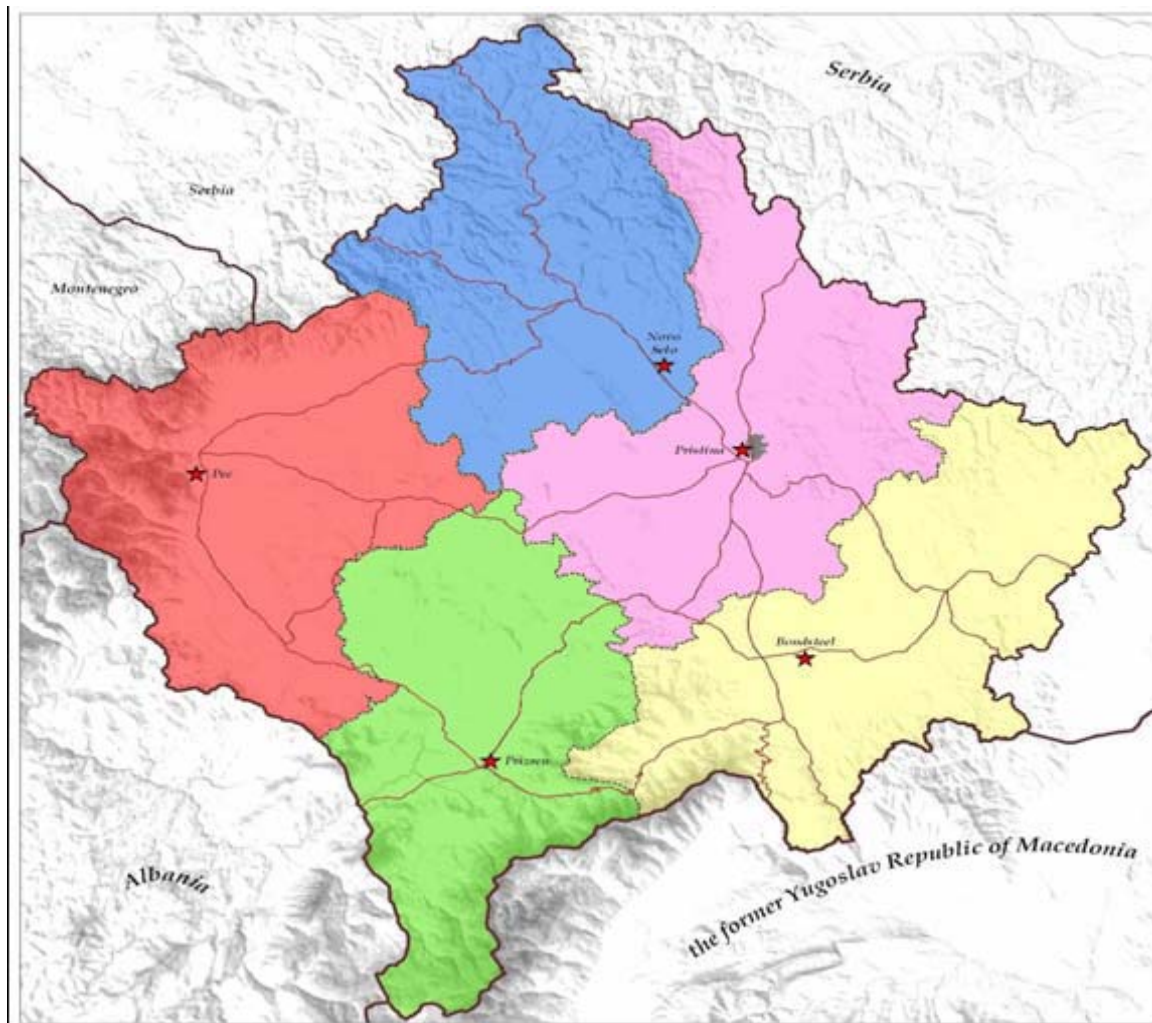 Serbia
Serbia
Montenegro
Novo
Selo
Pristina
Pec
Bondsteel
Prizren
Albania
the former Yugoslav Republic of Macedonia